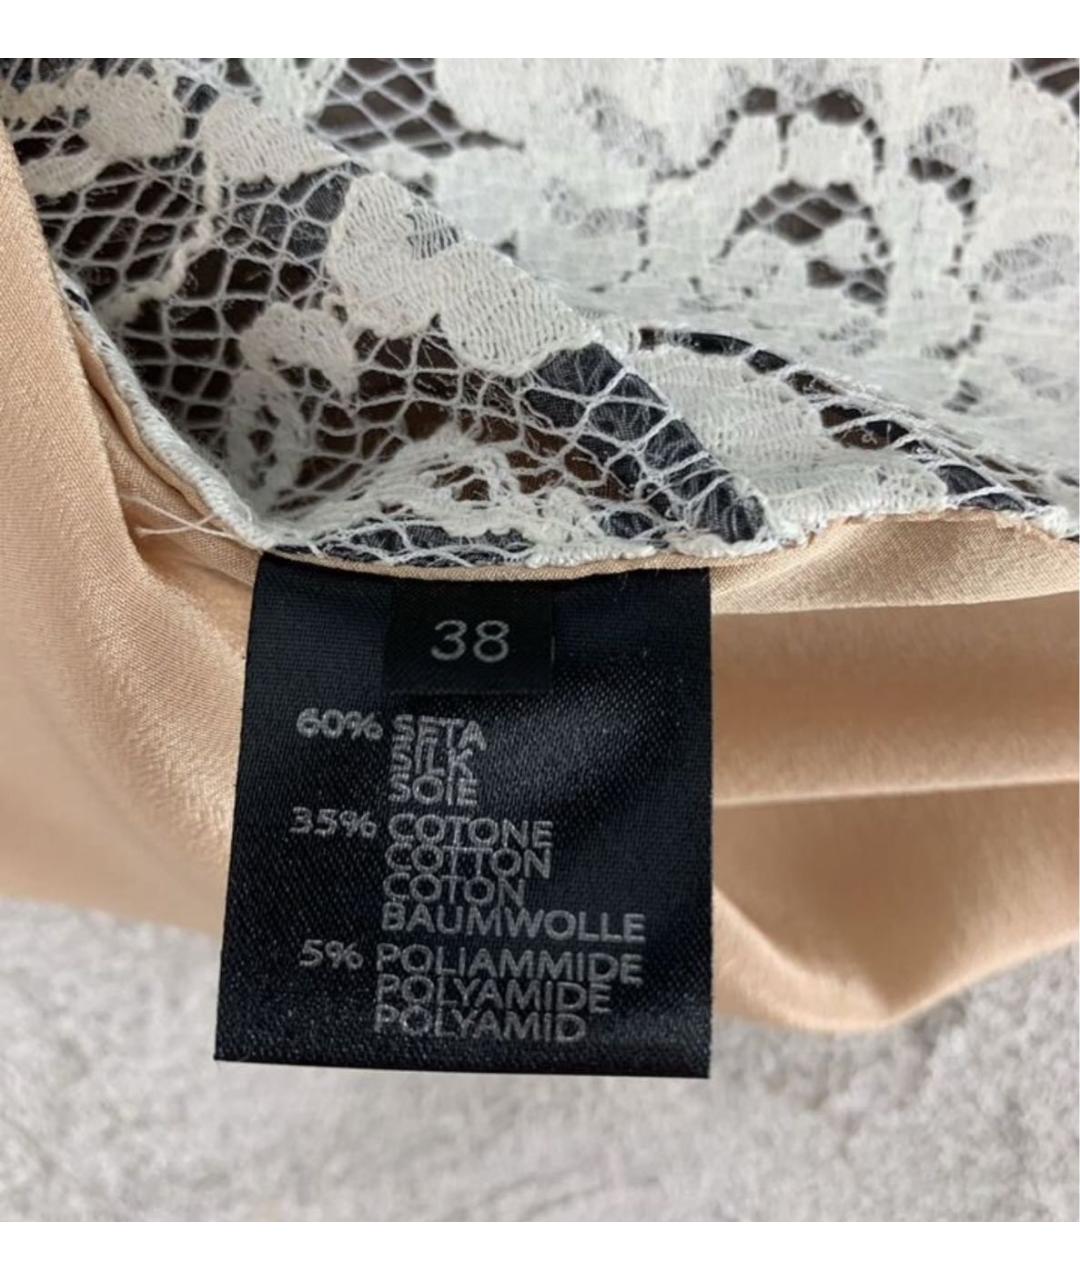 38
60% SETA
SILK
SOIE
35% COTONE
COTTON
COTON
BAUMWOLLE
5% POLIAMMIDE
POLYAMIDE
POLYAMID